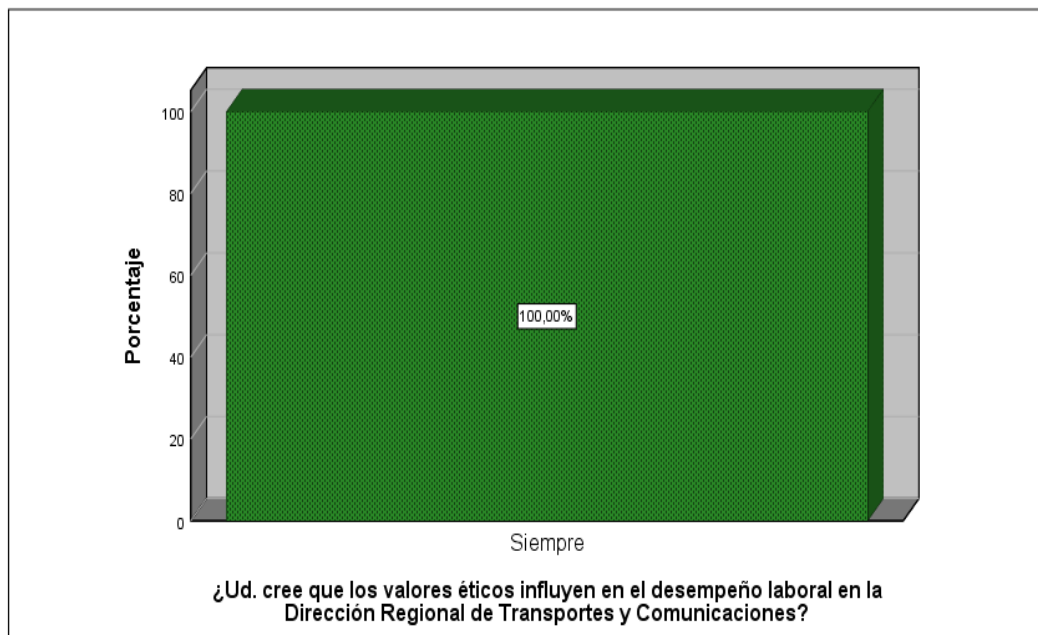 Porcentaje
100
80
60
40
20
0
100,00%
Siempre
¿Ud. cree que los valores éticos influyen en el desempeño laboral en la
Dirección Regional de Transportes y Comunicaciones?